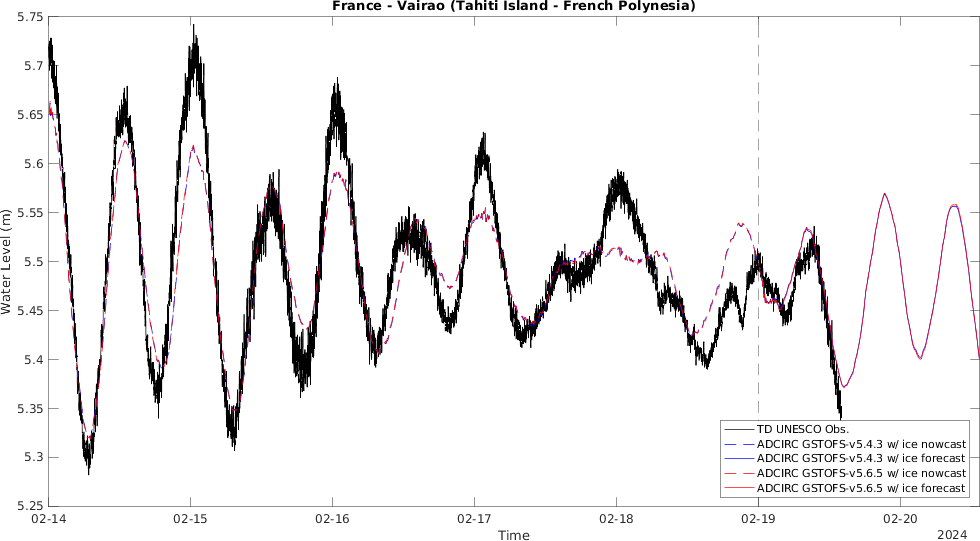 France - Vairao (Tahiti Island - French Polynesia)
5.75
5.7
5.65
5.6
5.55
5.5
5.45
5.4
5.35
5.3
5.25
Water Level (m)
TD UNESCO Obs.
ADCIRC GSTOFS-v5.4.3 w/ ice nowcast
ADCIRC GSTOFS-v5.4.3 w/ ice forecast
ADCIRC GSTOFS-v5.6.5 w/ ice nowcast
ADCIRC GSTOFS-v5.6.5 w/ ice forecast
02-14 02-15 02-16 02-17 02-18 02-19 02-20
Time
2024